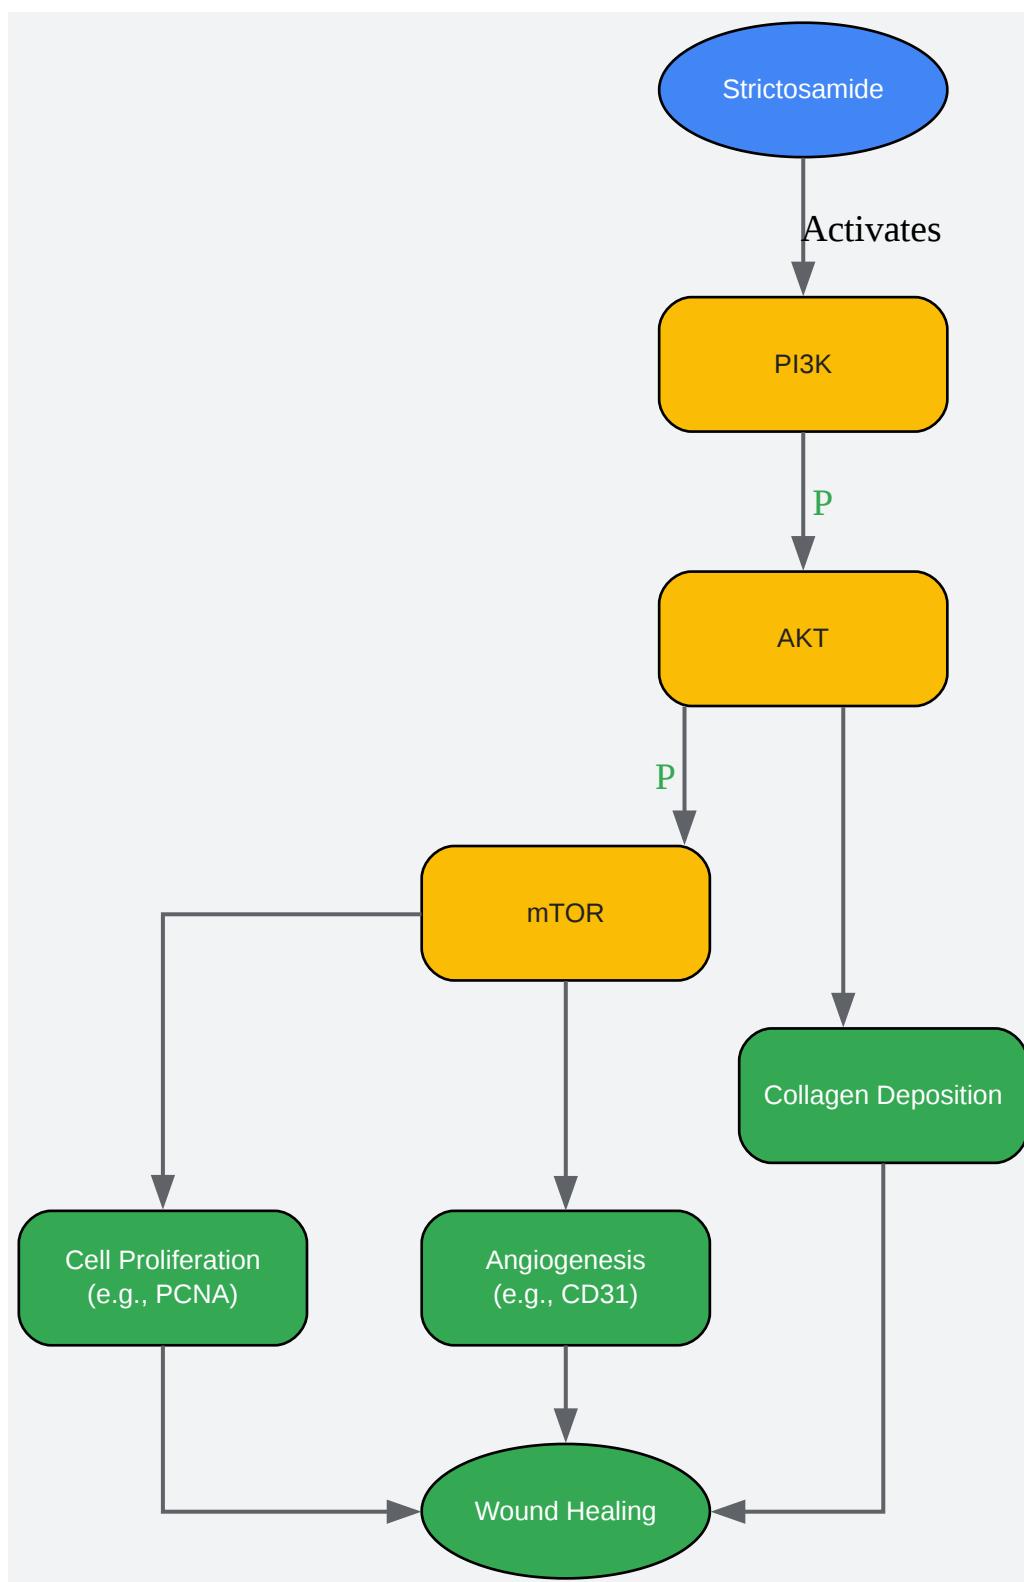 Strictosamide
Activates
PI3K
P
AKT
P
mTOR
Collagen Deposition
Cell Proliferation
(e.g., PCNA)
Angiogenesis
(e.g., CD31)
Wound Healing